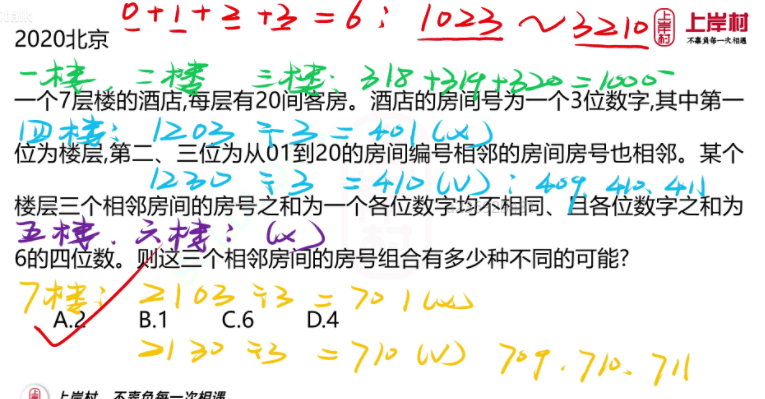 0+1+2+3=6; 1023 ~ 3210
上岸村
不辜负每一次相遇
2020北京
一楼、二楼 三楼: 318+319+320=1000-
一个7层楼的酒店,每层有20间客房。酒店的房间号为一个3位数字,其中第一
四楼: 1203 ÷3 = 401 (x)
位为楼层,第二、三位为从01到20的房间编号相邻的房间房号也相邻。某个
1230 ÷3 = 410 (√); 409、410、411
楼层三个相邻房间的房号之和为一个各位数字均不相同、且各位数字之和为
五楼、六楼: (x)
6的四位数。则这三个相邻房间的房号组合有多少种不同的可能?
7楼: 2103 ÷3 = 701 (x)
A.2 B.1 C.6 D.4
2130 ÷3 = 710 (√) 709、710、711
上岸村 不辜负每一次相遇